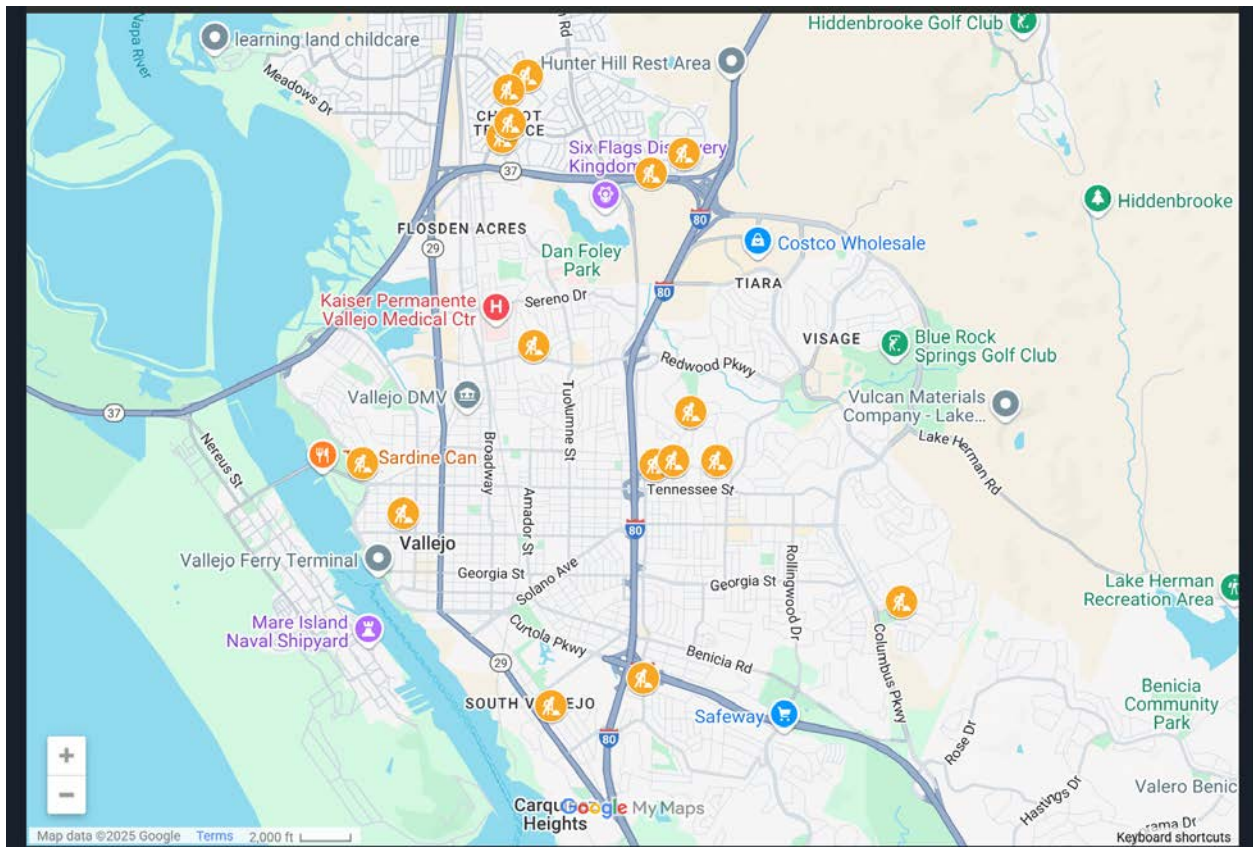 Hiddenbrooke Golf Club
Napa River
learning land childcare
Rd
Hunter Hill Rest Area
Meadows Dr
Six Flags Discovery
Kingdom
37
Hiddenbrooke
80
FLOSDEN ACRES
29
Costco Wholesale
Dan Foley
Park
TIARA
80
Sereno Dr
Kaiser Permanente
Vallejo Medical Ctr
H
VISAGE
Blue Rock
Springs Golf Club
Redwood Pkwy
Vallejo DMV
Tuolumne St
Vulcan Materials
Company - Lake...
37
Nereus St
Broadway
Lake Herman Rd
Sardine Can
Amador St
Tennessee St
80
Vallejo
Vallejo Ferry Terminal
Georgia St
Solano Ave
Georgia St
Rollingwood Dr
Lake Herman
Recreation Area
Mare Island
Naval Shipyard
Curtola Pkwy
Columbus Pkwy
29
Benicia Rd
SOUTH V EJO
Safeway
Benicia
Community
Park
80
Rose Dr
+
−
Hastings Dr
Valero Benic
Google My Maps
Heights
Map data ©2025 Google Terms 2,000 ft
rama Dr
Keyboard shortcuts